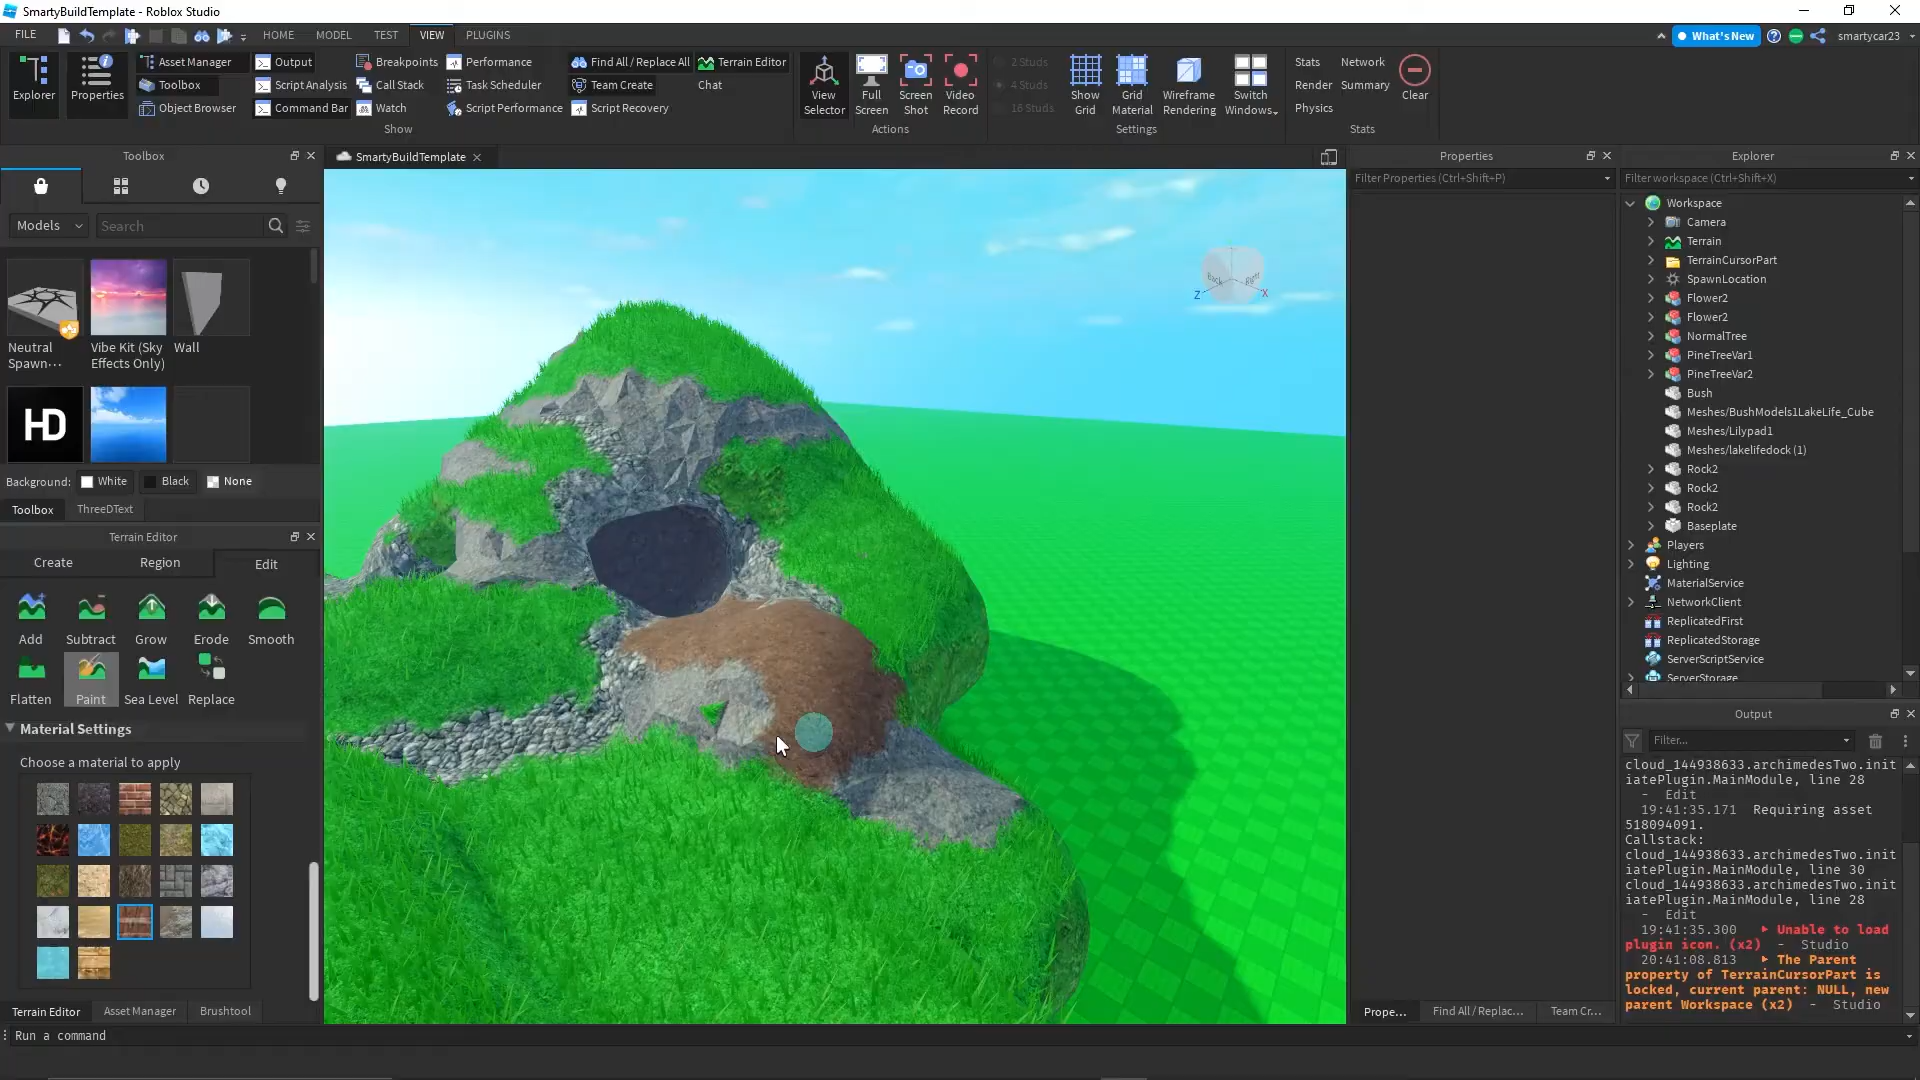 SmartyBuildTemplate - Roblox Studio
FILE
HOME
MODEL
TEST
VIEW
PLUGINS
What's New
smartycar23
Explorer
Properties
Asset Manager
Toolbox
Object Browser
Output
Script Analysis
Command Bar
Breakpoints
Call Stack
Watch
Performance
Task Scheduler
Script Performance
Find All / Replace All
Team Create
Script Recovery
Terrain Editor
Chat
Show
View
Selector
Full
Screen
Screen
Shot
Video
Record
Actions
2 Studs
4 Studs
16 Studs
Show
Grid
Grid
Material
Wireframe
Rendering
Switch
Windows
Settings
Stats
Render
Physics
Network
Summary
Clear
Stats
Toolbox
Models
Search
Neutral
Spawn...
Vibe Kit (Sky
Effects Only)
Wall
HD
Background:
White
Black
None
Toolbox
ThreeDText
Terrain Editor
Create
Region
Edit
Add
Subtract
Grow
Erode
Smooth
Flatten
Paint
Sea Level
Replace
Material Settings
Choose a material to apply
Terrain Editor
Asset Manager
Brushtool
Run a command
SmartyBuildTemplate
Back
Right
Z
X
Properties
Filter Properties (Ctrl+Shift+P)
Prope...
Find All / Replac...
Team Cr...
Explorer
Filter workspace (Ctrl+Shift+X)
Workspace
Camera
Terrain
TerrainCursorPart
SpawnLocation
Flower2
Flower2
NormalTree
PineTreeVar1
PineTreeVar2
Bush
Meshes/BushModels1LakeLife_Cube
Meshes/Lilypad1
Meshes/lakelifedock (1)
Rock2
Rock2
Rock2
Baseplate
Players
Lighting
MaterialService
NetworkClient
ReplicatedFirst
ReplicatedStorage
ServerScriptService
ServerStorage
Output
Filter...
cloud_144938633.archimedesTwo.init
iatePlugin.MainModule, line 28
- Edit
19:41:35.171 Requiring asset
518094091.
Callstack:
cloud_144938633.archimedesTwo.init
iatePlugin.MainModule, line 30
cloud_144938633.archimedesTwo.init
iatePlugin.MainModule, line 28
- Edit
19:41:35.300 Unable to load
plugin icon. (x2) - Studio
20:41:08.813 The Parent
property of TerrainCursorPart is
locked, current parent: NULL, new
parent Workspace (x2) - Studio